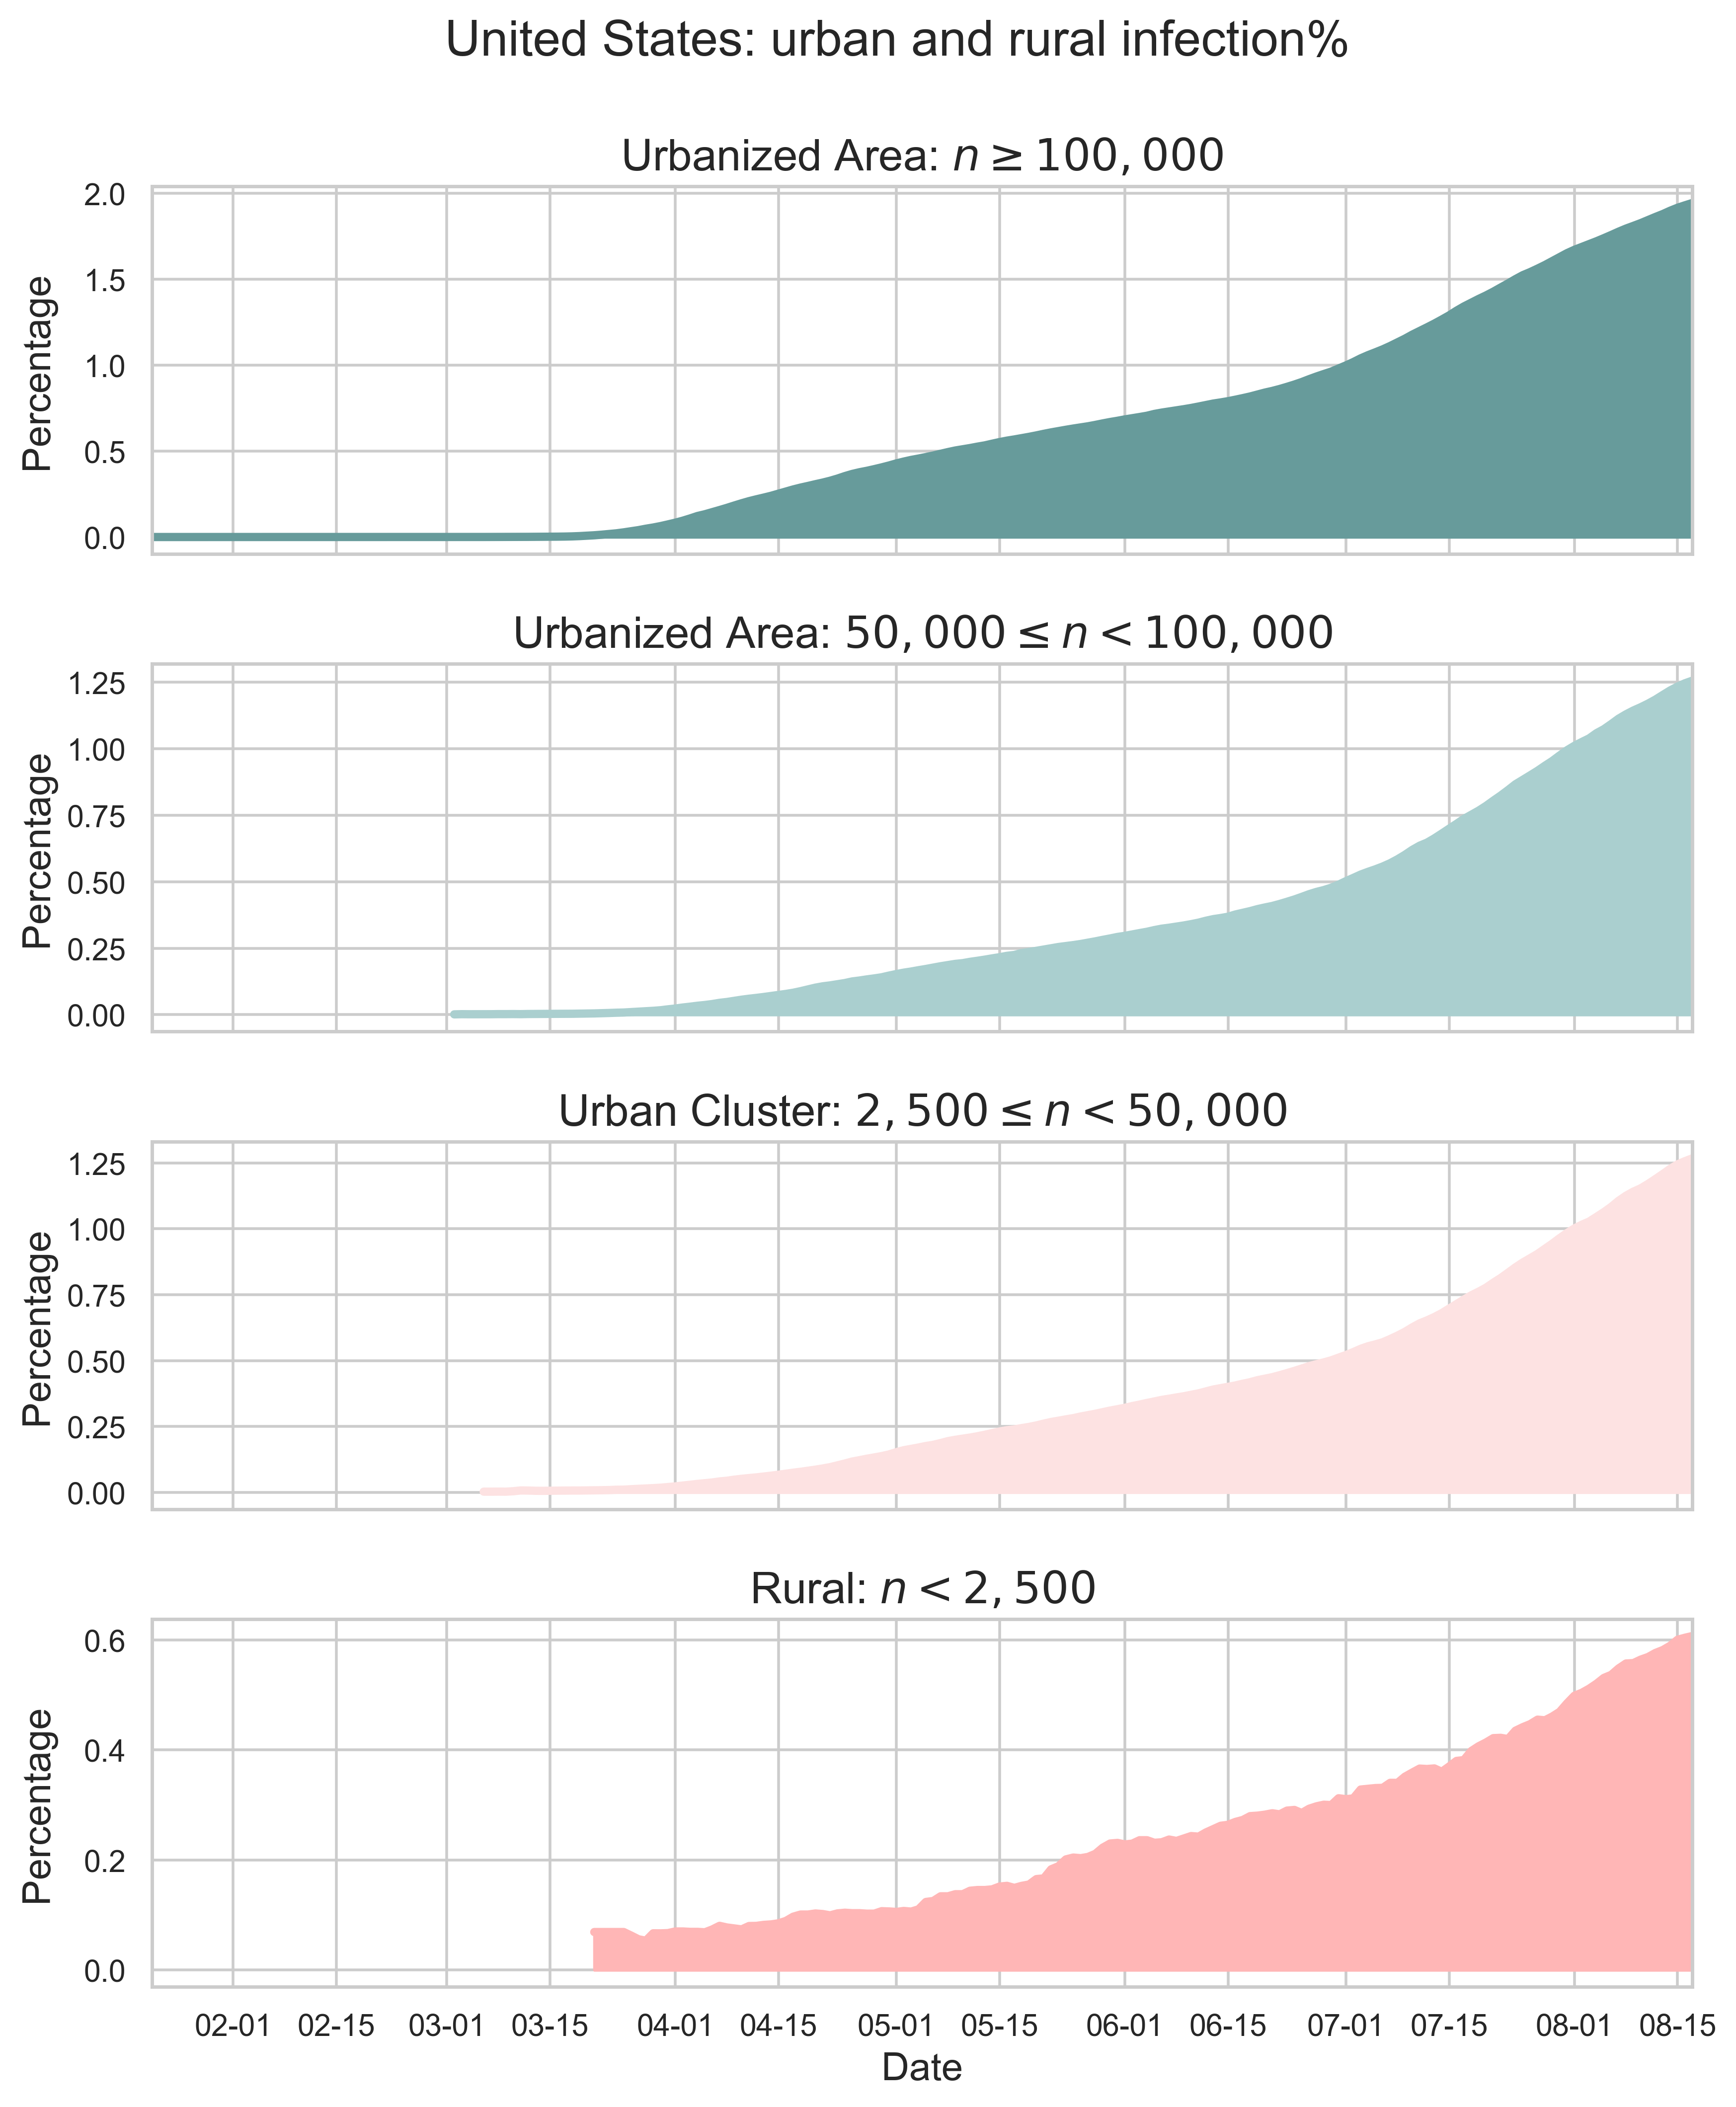 United States: urban and rural infection%
Urbanized Area: n ≥ 100,000
Percentage
2.0
1.5
1.0
0.5
0.0
Urbanized Area: 50,000 ≤ n < 100,000
Percentage
1.25
1.00
0.75
0.50
0.25
0.00
Urban Cluster: 2,500 ≤ n < 50,000
Percentage
1.25
1.00
0.75
0.50
0.25
0.00
Rural: n < 2,500
Percentage
0.6
0.4
0.2
0.0
02-01 02-15 03-01 03-15 04-01 04-15 05-01 05-15 06-01 06-15 07-01 07-15 08-01 08-15
Date